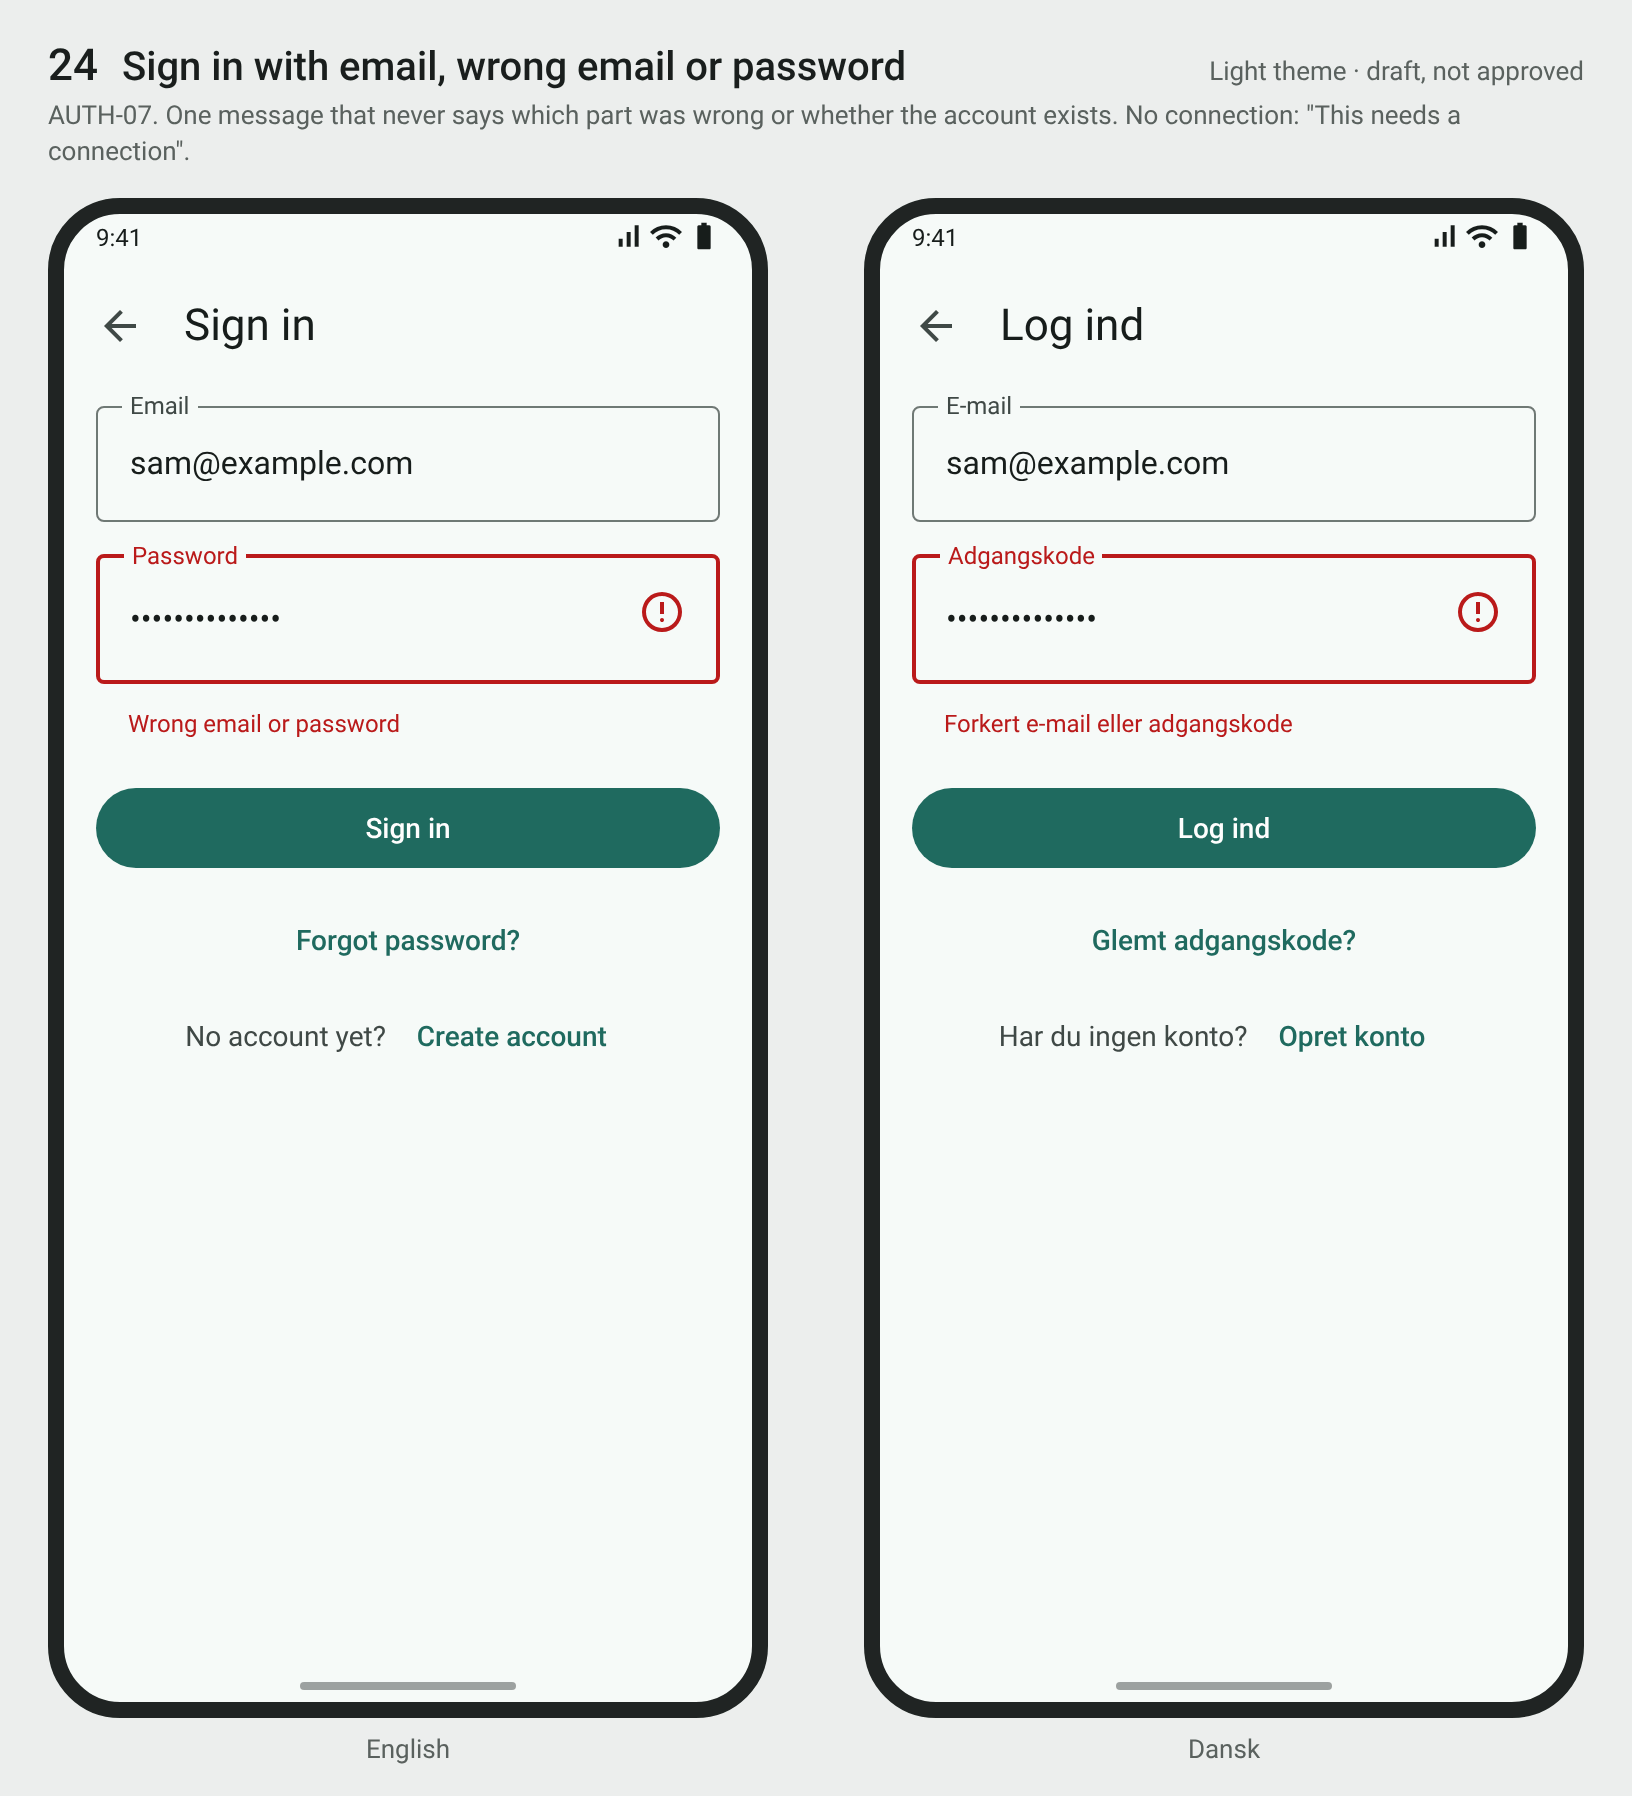 24 Sign in with email, wrong email or password
Light theme · draft, not approved
AUTH-07. One message that never says which part was wrong or whether the account exists. No connection: "This needs a
connection".
9:41
Sign in
Email
sam@example.com
Password
••••••••••••••
Wrong email or password
Sign in
Forgot password?
No account yet? Create account
English
9:41
Log ind
E-mail
sam@example.com
Adgangskode
••••••••••••••
Forkert e-mail eller adgangskode
Log ind
Glemt adgangskode?
Har du ingen konto? Opret konto
Dansk